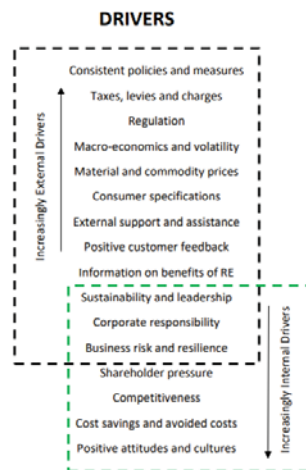 DRIVERS
Consistent policies and measures
Taxes, levies and charges
Regulation
Macro-economics and volatility
Material and commodity prices
Consumer specifications
External support and assistance
Positive customer feedback
Information on benefits of RE
Sustainability and leadership
Corporate responsibility
Business risk and resilience
Shareholder pressure
Competitiveness
Cost savings and avoided costs
Positive attitudes and cultures
Increasingly External Drivers
Increasingly Internal Drivers